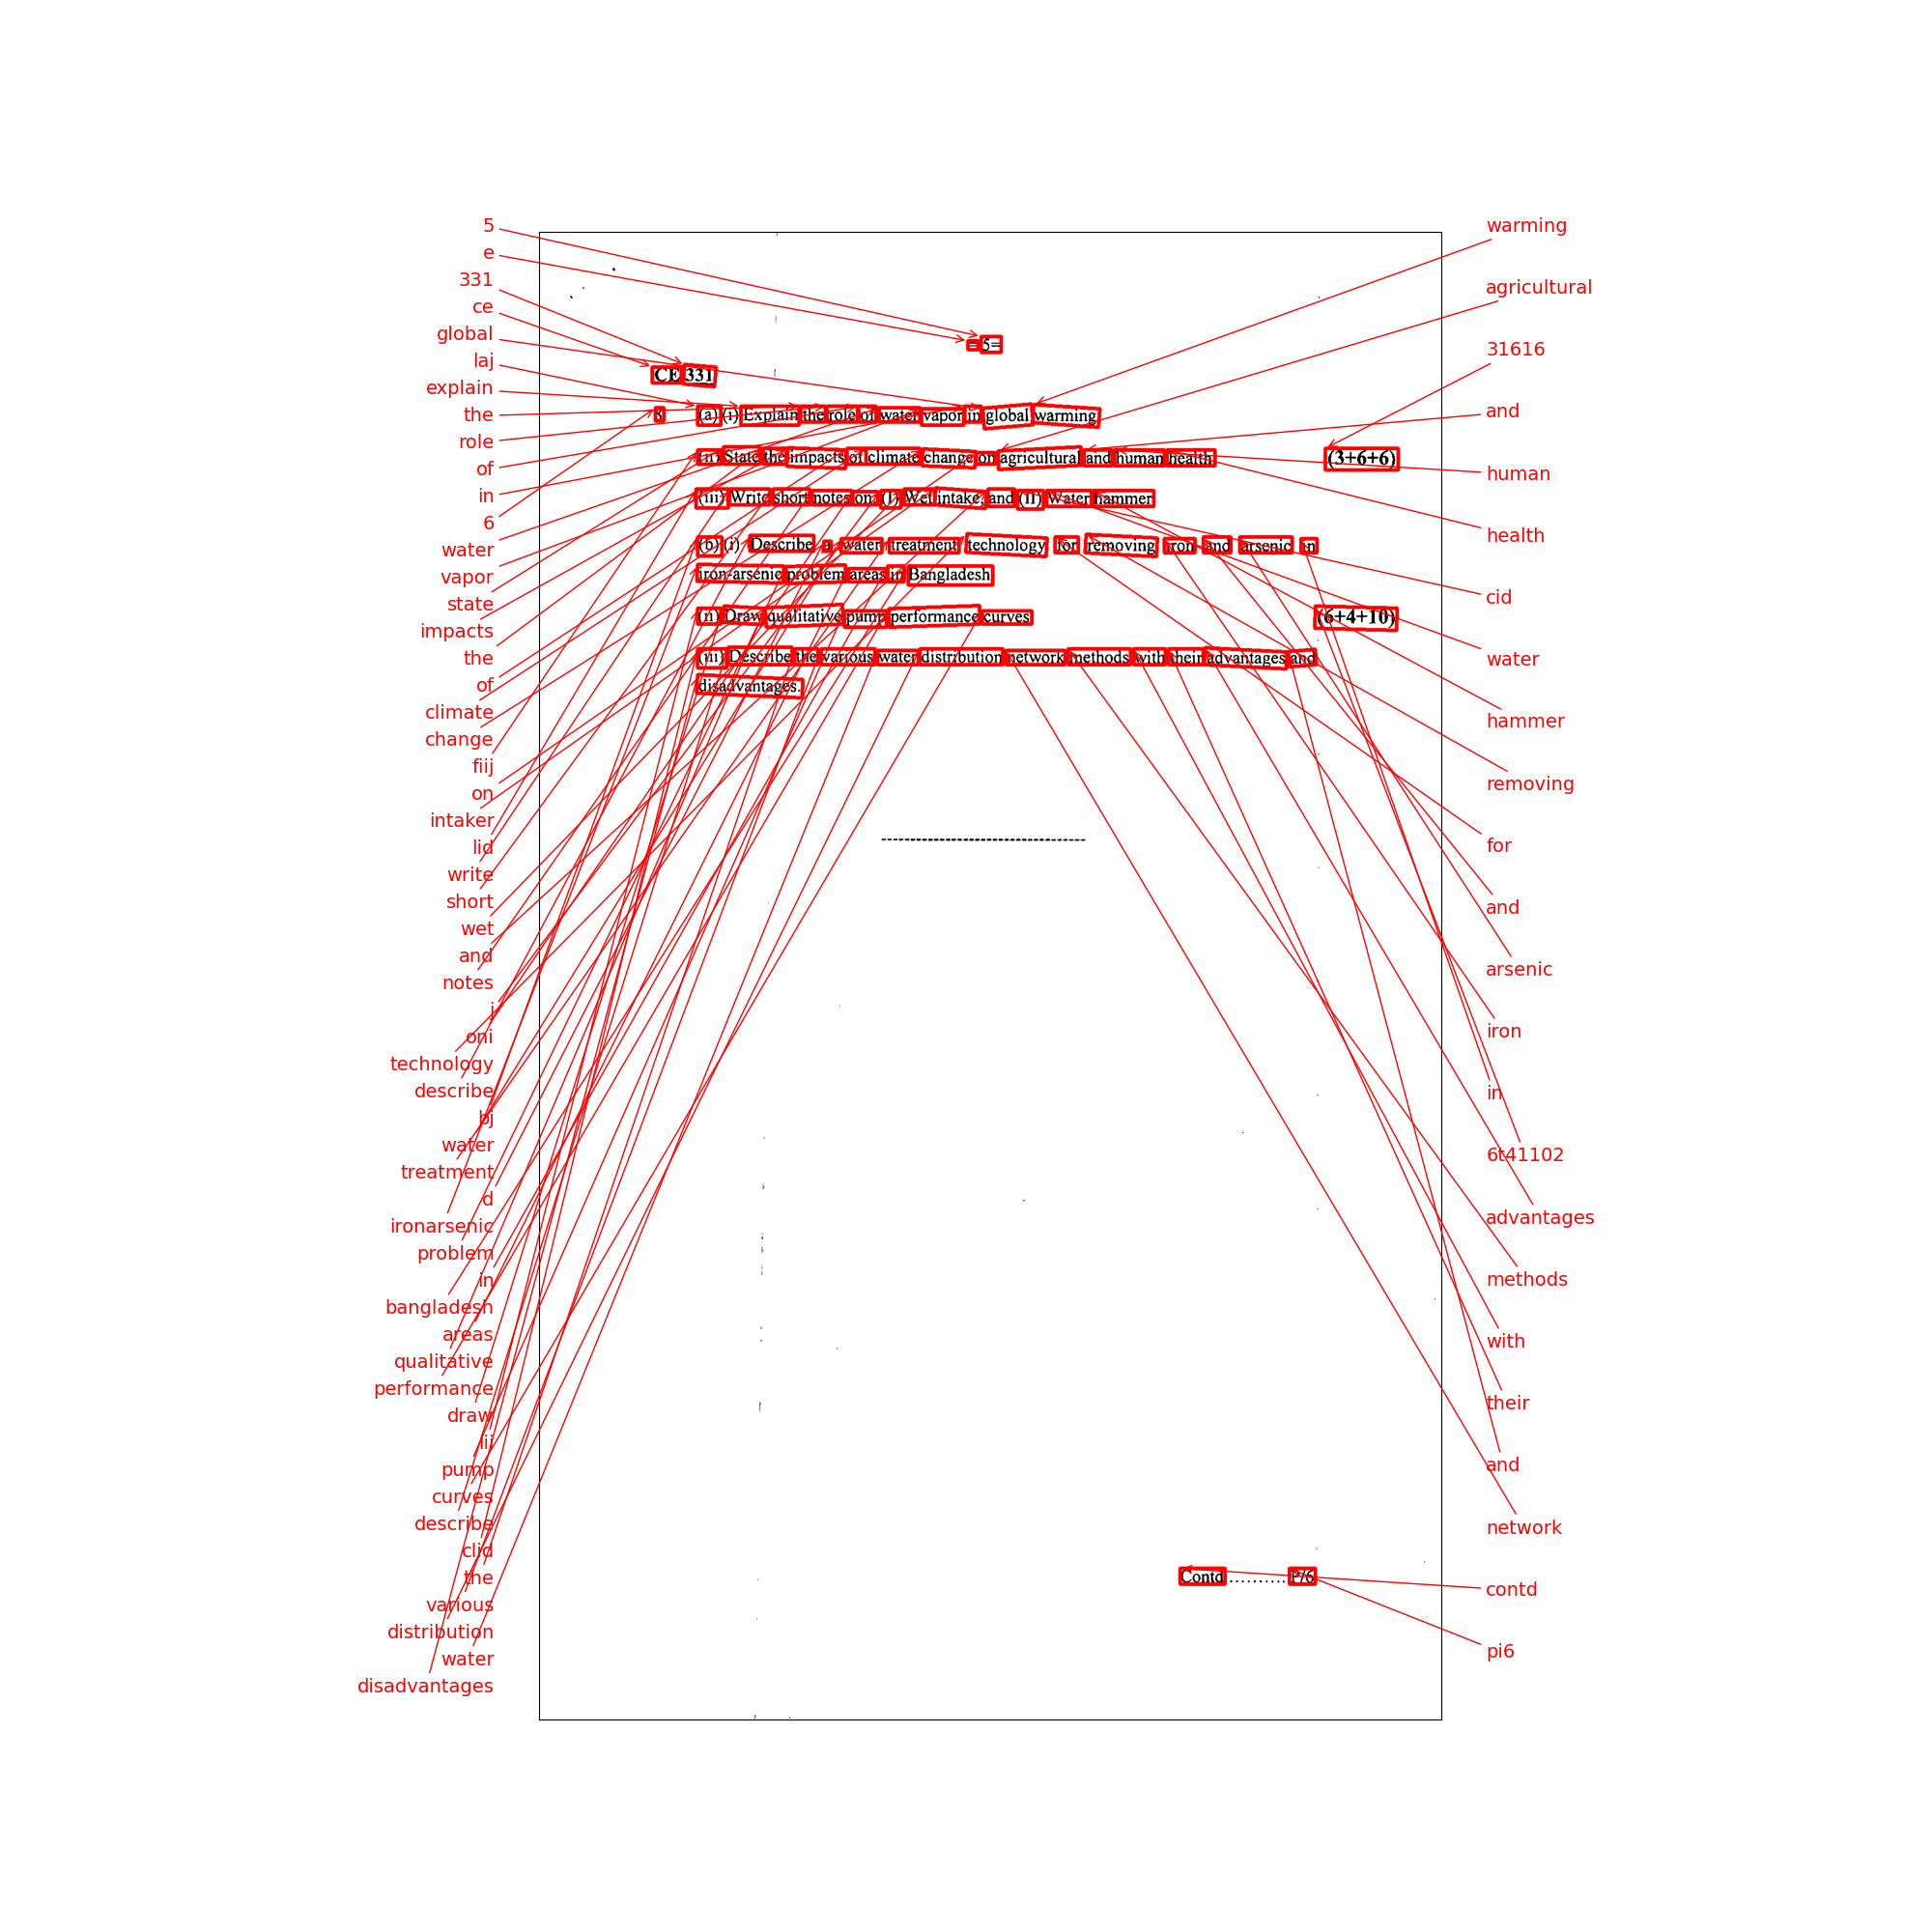 5
e
331
ce
global
laj
explain
the
role
of
in
6
water
vapor
state
impacts
the
of
climate
change
fiij
on
intaker
lid
write
short
wet
and
notes
j
oni
technology
describe
bj
water
treatment
d
ironarsenic
problem
in
bangladesh
areas
qualitative
performance
draw
iij
pump
curves
describe
clid
the
various
distribution
water
disadvantages
=5=
CE 331
(a) (i) Explain the role of water vapor in global warming
(ii) State the impacts of climate change on agricultural and human health. (3+6+6)
(iii) Write short notes on: (I) Wet intake, and (II) Water hammer
(b) (i) Describe a water treatment technology for removing iron and arsenic in
iron-arsenic problem areas in Bangladesh
(ii) Draw qualitative pump performance curves (6+4+10)
(iii) Describe the various water distribution network methods with their advantages and
disadvantages.
Contd .......... P/6
warming
agricultural
31616
and
human
health
cid
water
hammer
removing
for
and
arsenic
iron
in
6t41102
advantages
methods
with
their
and
network
contd
pi6